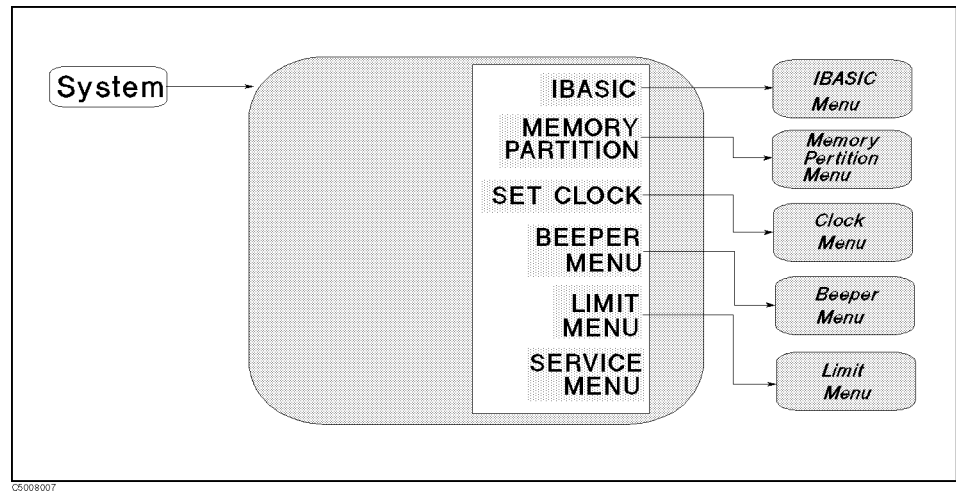 System
IBASIC
MEMORY
PARTITION
SET CLOCK
BEEPER
MENU
LIMIT
MENU
SERVICE
MENU
IBASIC
Menu
Memory
Pertition
Menu
Clock
Menu
Beeper
Menu
Limit
Menu
C5008007